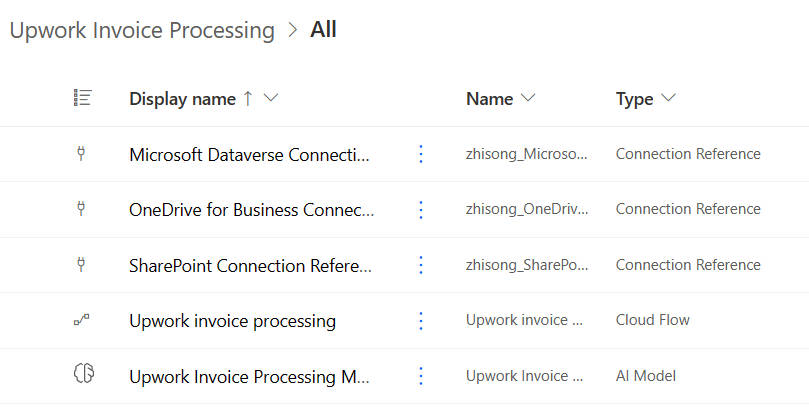 Upwork Invoice Processing > All
Display name ↑ Name Type
Microsoft Dataverse Connecti... zhisong_Microso... Connection Reference
OneDrive for Business Connec... zhisong_OneDriv... Connection Reference
SharePoint Connection Refere... zhisong_SharePo... Connection Reference
Upwork invoice processing Upwork invoice ... Cloud Flow
Upwork Invoice Processing M... Upwork Invoice ... AI Model